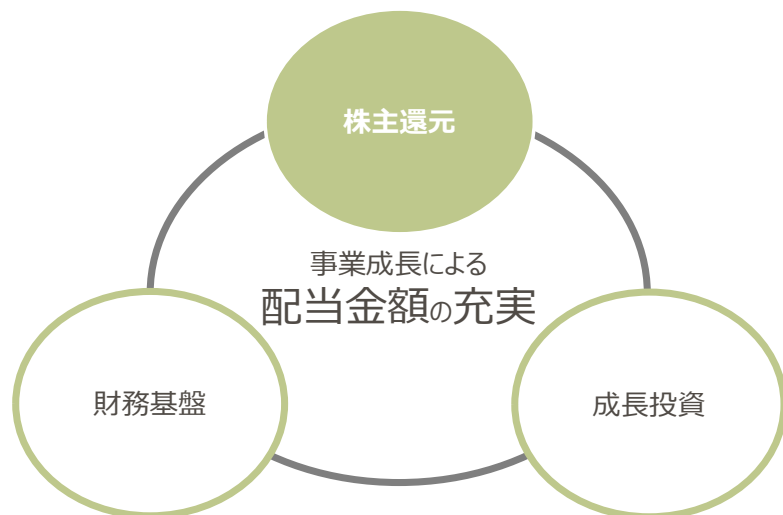 株主還元
事業成長による
配当金額の充実
財務基盤
成長投資